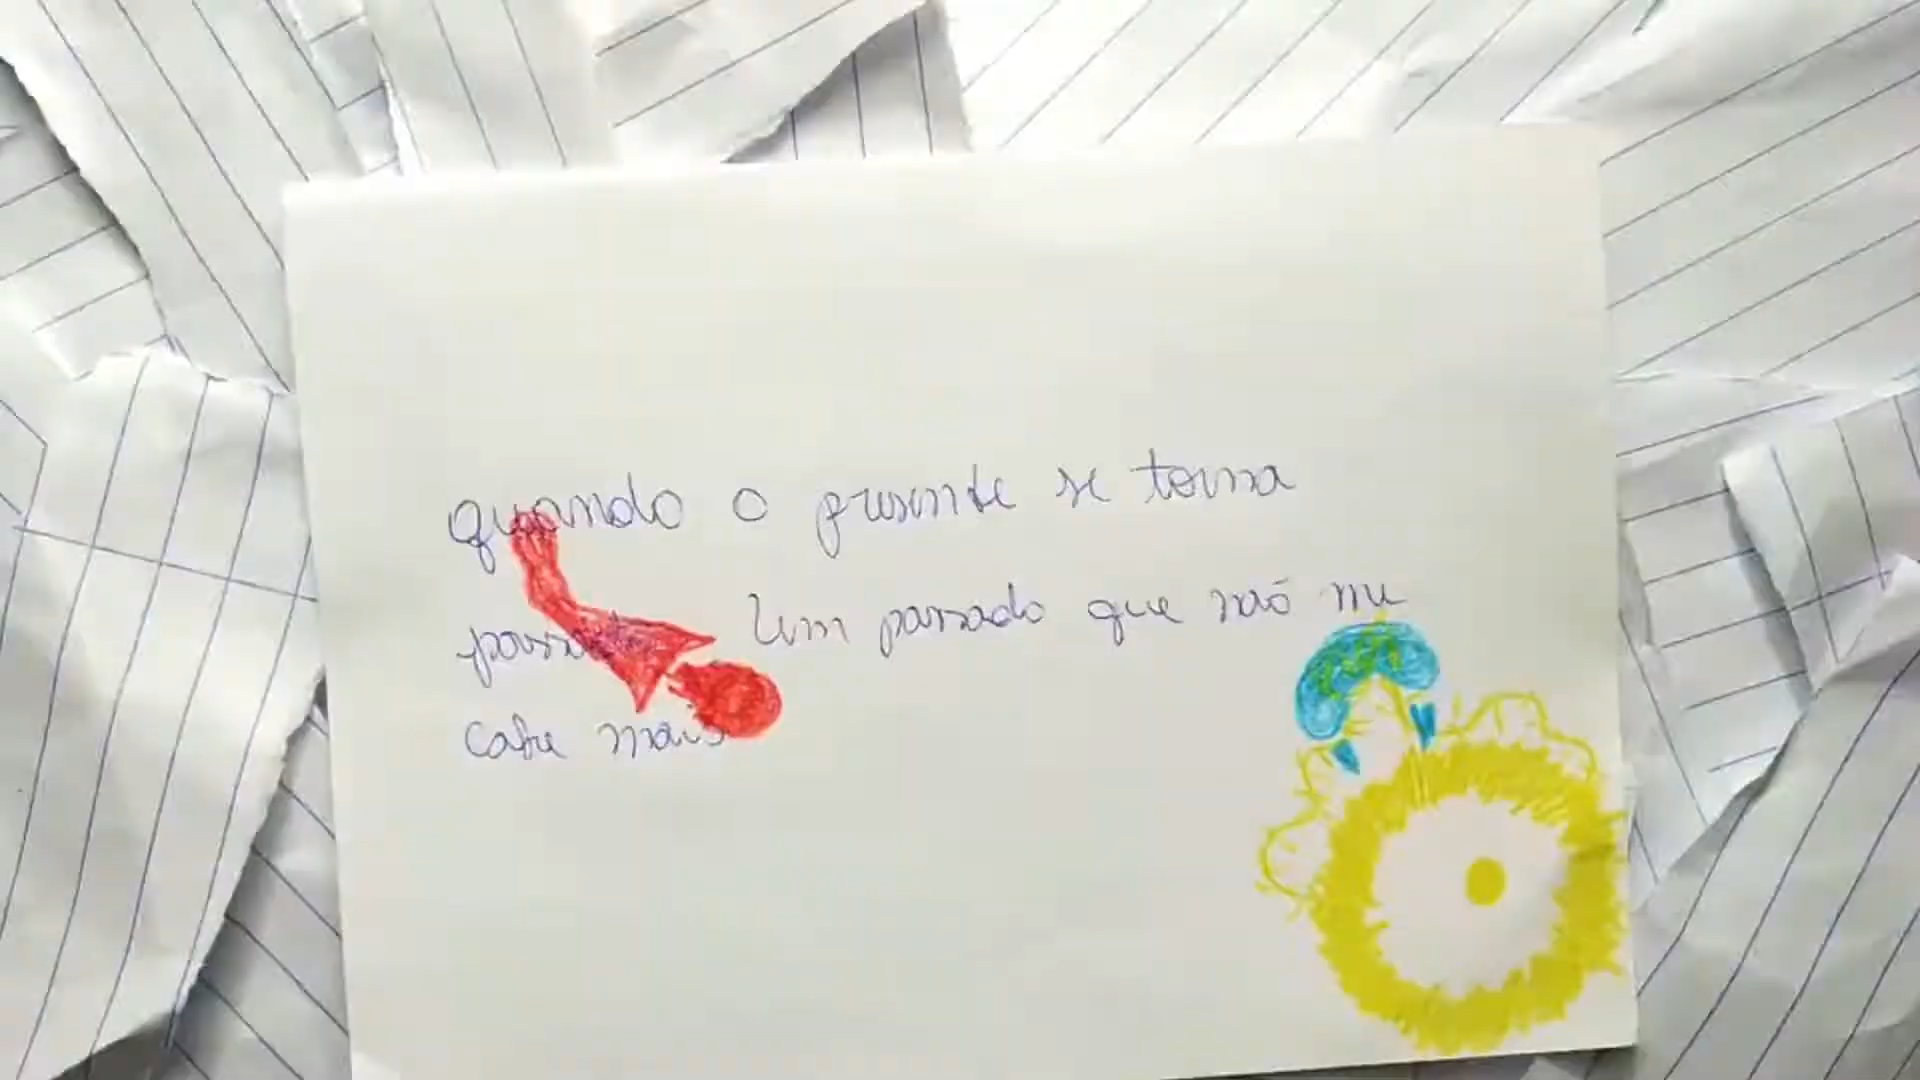 quando o presente se torna
passado Um passado que não me
cabe mais